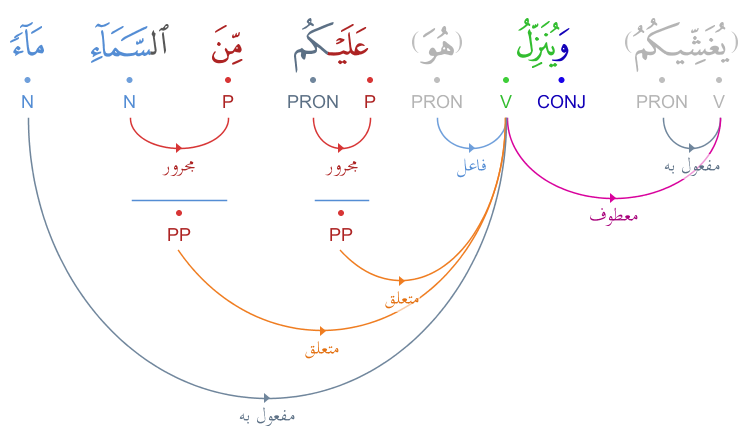 (يُغَشِّيكُمُ) وَيُنَزِّلُ (هُوَ) عَلَيْكُم مِّنَ ٱلسَّمَآءِ مَآءً
V PRON CONJ V PRON P PRON P N N
مفعول به فاعل مجرور مجرور
معطوف
PP PP
متعلق
متعلق
مفعول به